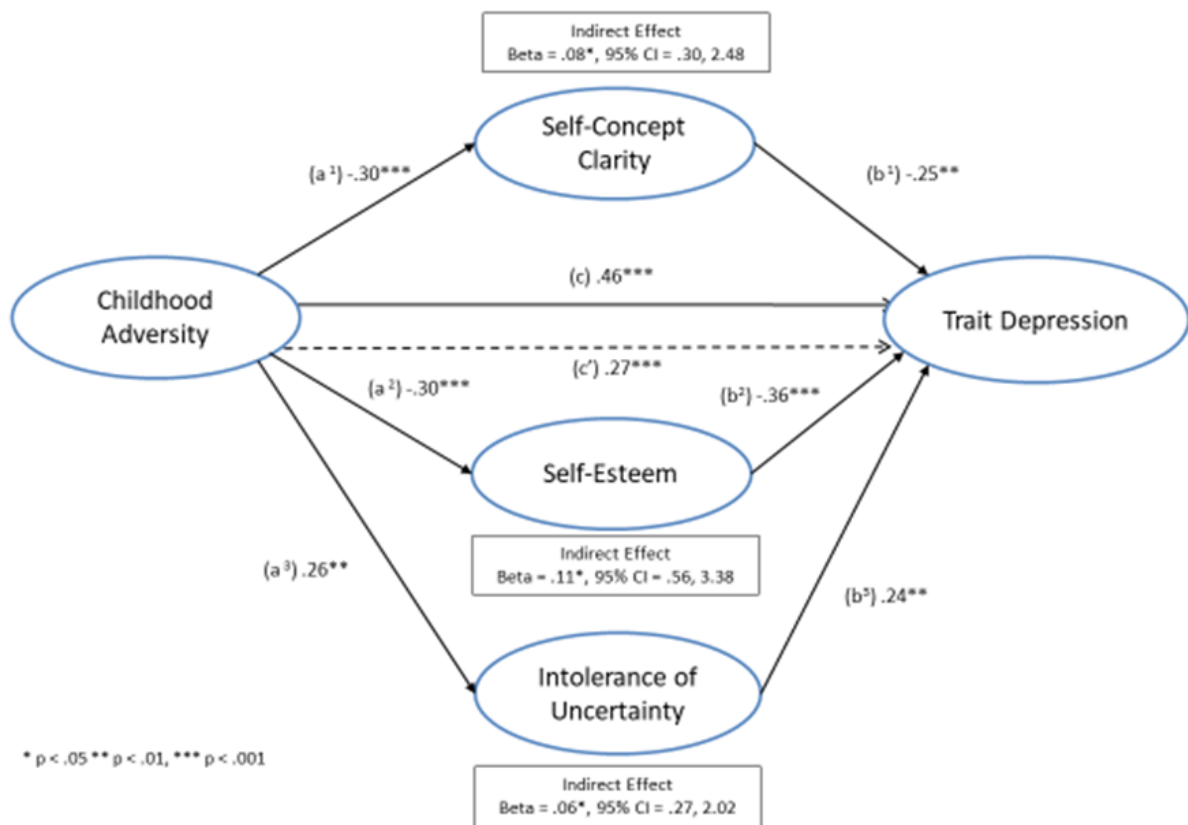 Indirect Effect
Beta = .08*, 95% CI = .30, 2.48
Self-Concept
Clarity
(a¹) -.30***
(b¹) -.25**
(c) .46***
Childhood
Adversity
Trait Depression
(c’) .27***
(a²) -.30***
(b²) -.36***
Self-Esteem
Indirect Effect
Beta = .11*, 95% CI = .56, 3.38
(a³) .26**
(b³) .24**
Intolerance of
Uncertainty
* p < .05 ** p < .01, *** p < .001
Indirect Effect
Beta = .06*, 95% CI = .27, 2.02